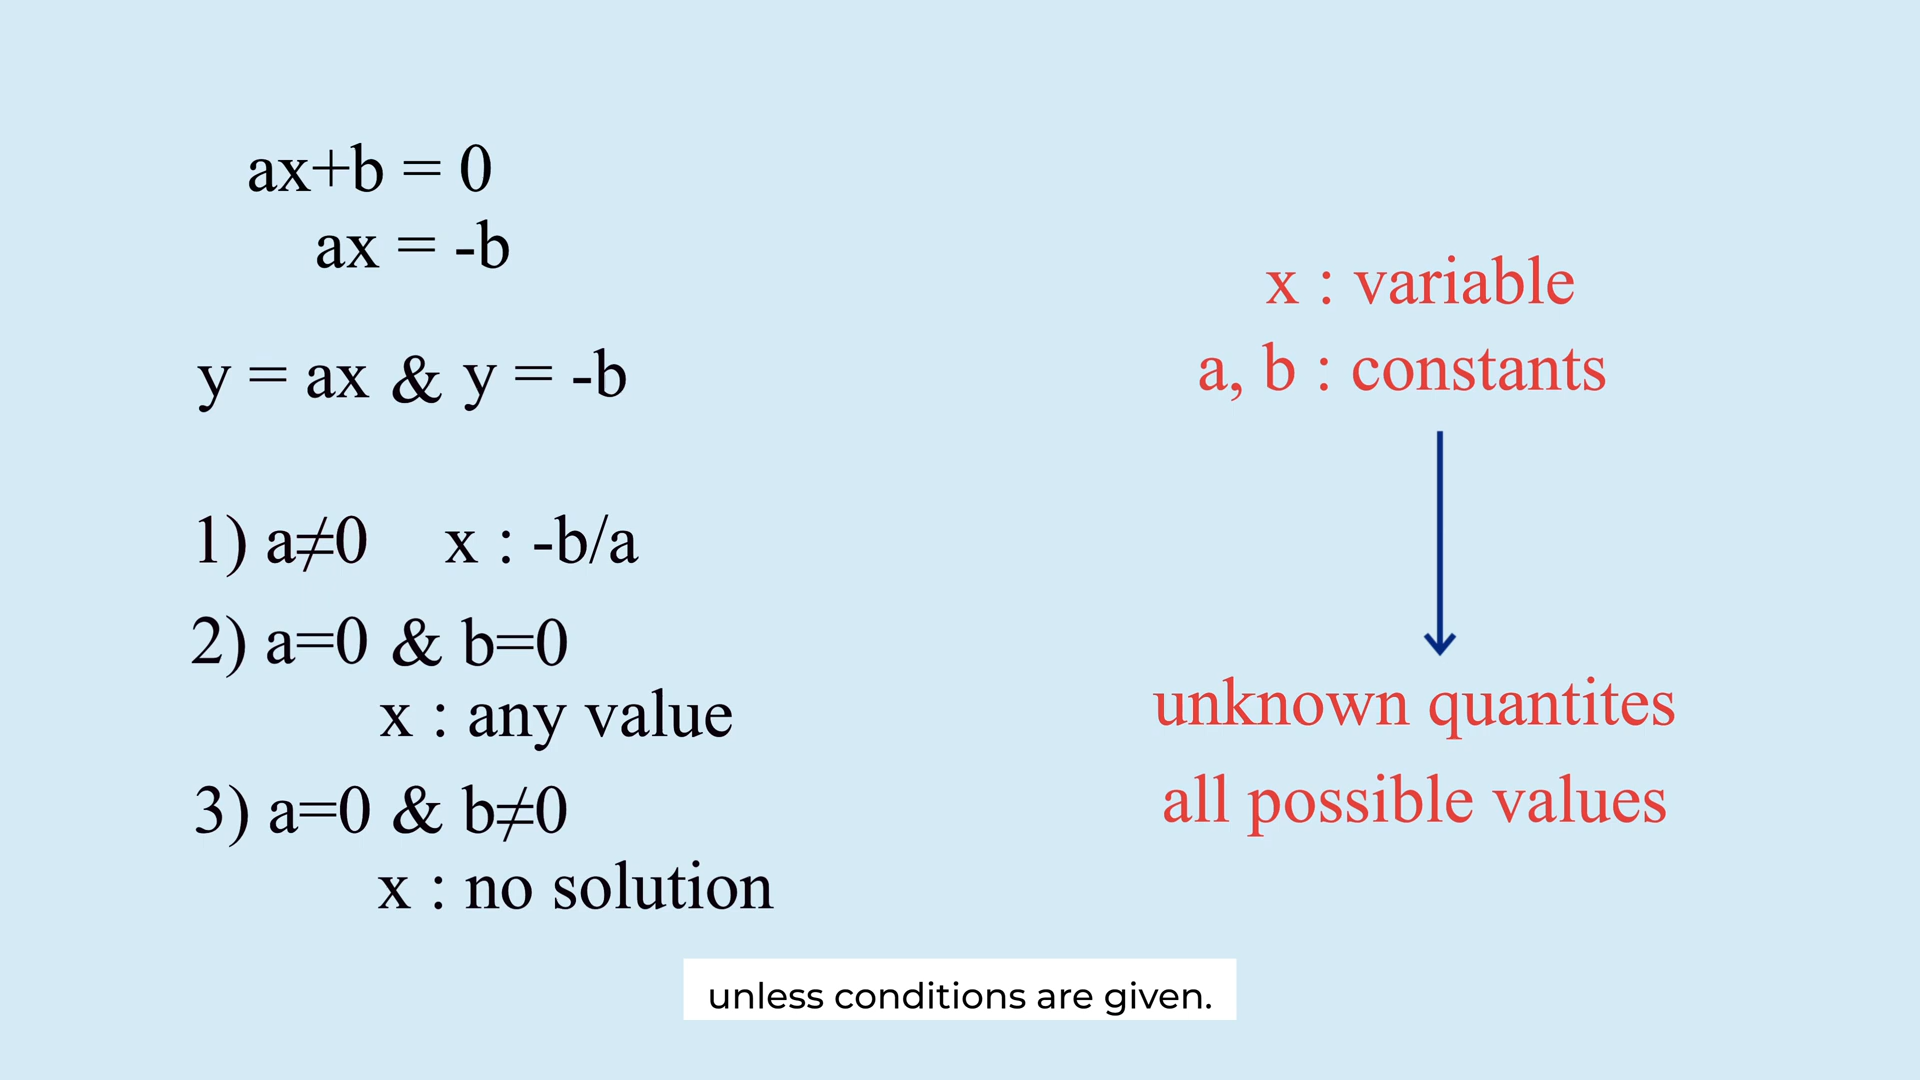 ax+b = 0
ax = -b
y = ax & y = -b
1) a≠0 x : -b/a
2) a=0 & b=0
x : any value
3) a=0 & b≠0
x : no solution
x : variable
a, b : constants
unknown quantites
all possible values
unless conditions are given.